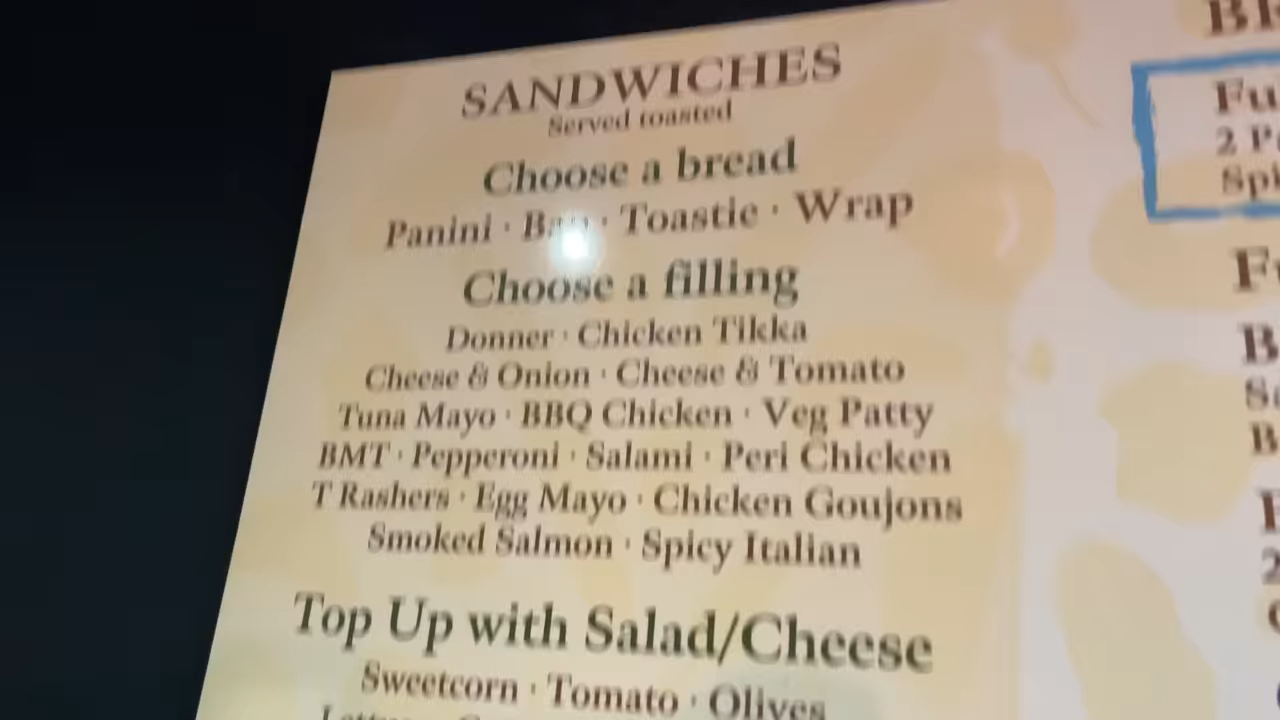 SANDWICHES
Served toasted
Choose a bread
Panini · Bap · Toastie · Wrap
Choose a filling
Donner · Chicken Tikka
Cheese & Onion · Cheese & Tomato
Tuna Mayo · BBQ Chicken · Veg Patty
BMT · Pepperoni · Salami · Peri Chicken
T Rashers · Egg Mayo · Chicken Goujons
Smoked Salmon · Spicy Italian
Top Up with Salad/Cheese
Sweetcorn · Tomato · Olives